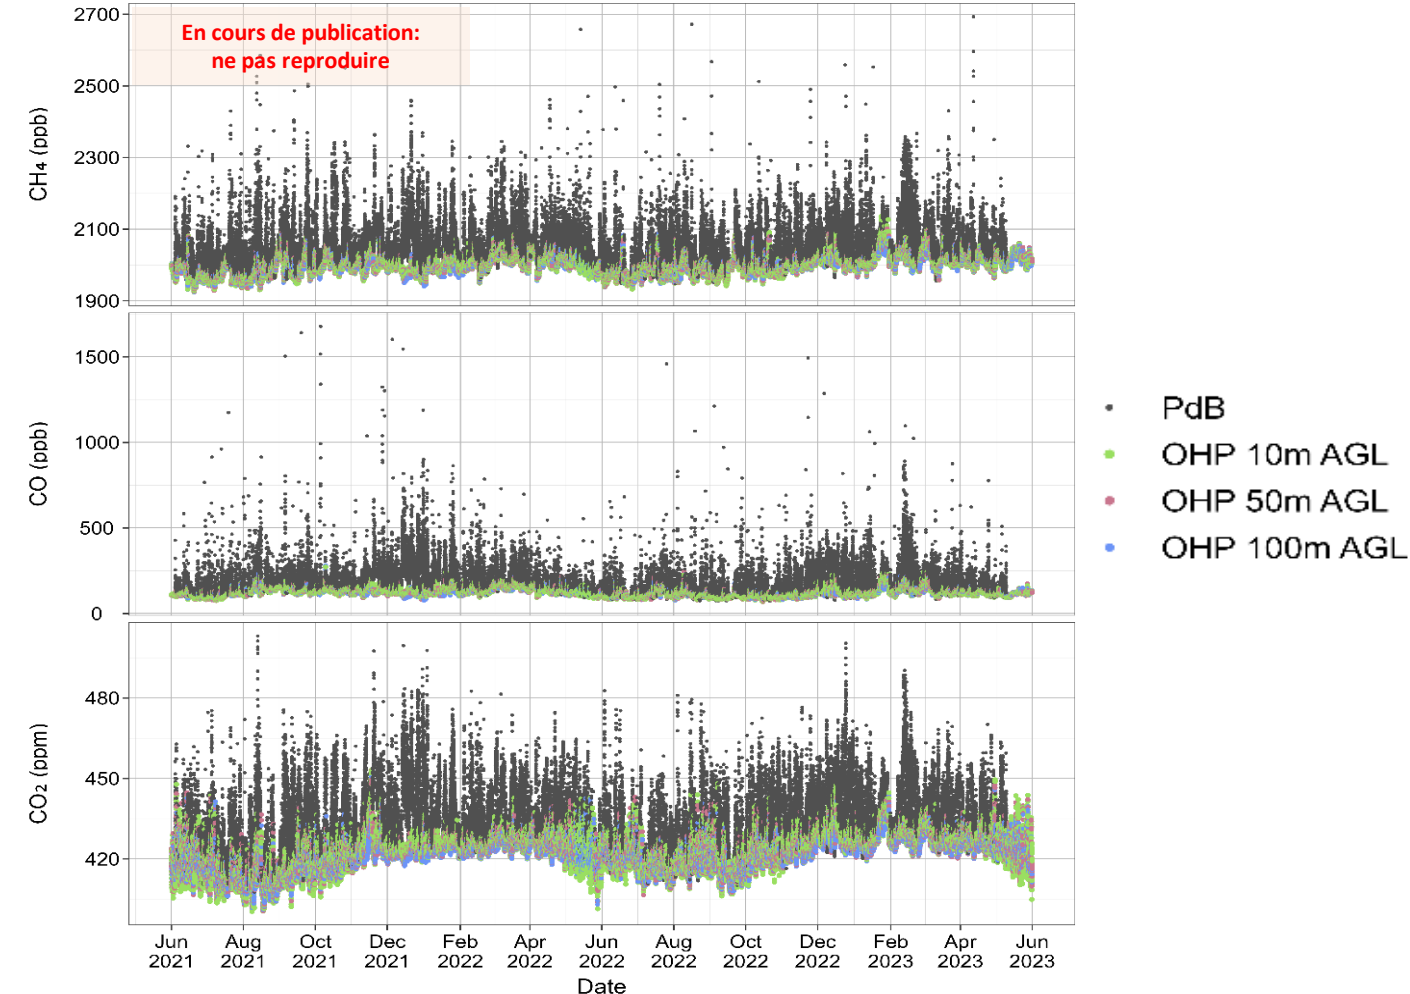 En cours de publication:
ne pas reproduire
CH₄ (ppb)
2700
2500
2300
2100
1900
CO (ppb)
1500
1000
500
0
CO₂ (ppm)
480
450
420
Jun 2021
Aug 2021
Oct 2021
Dec 2021
Feb 2022
Apr 2022
Jun 2022
Aug 2022
Oct 2022
Dec 2022
Feb 2023
Apr 2023
Jun 2023
Date
PdB
OHP 10m AGL
OHP 50m AGL
OHP 100m AGL